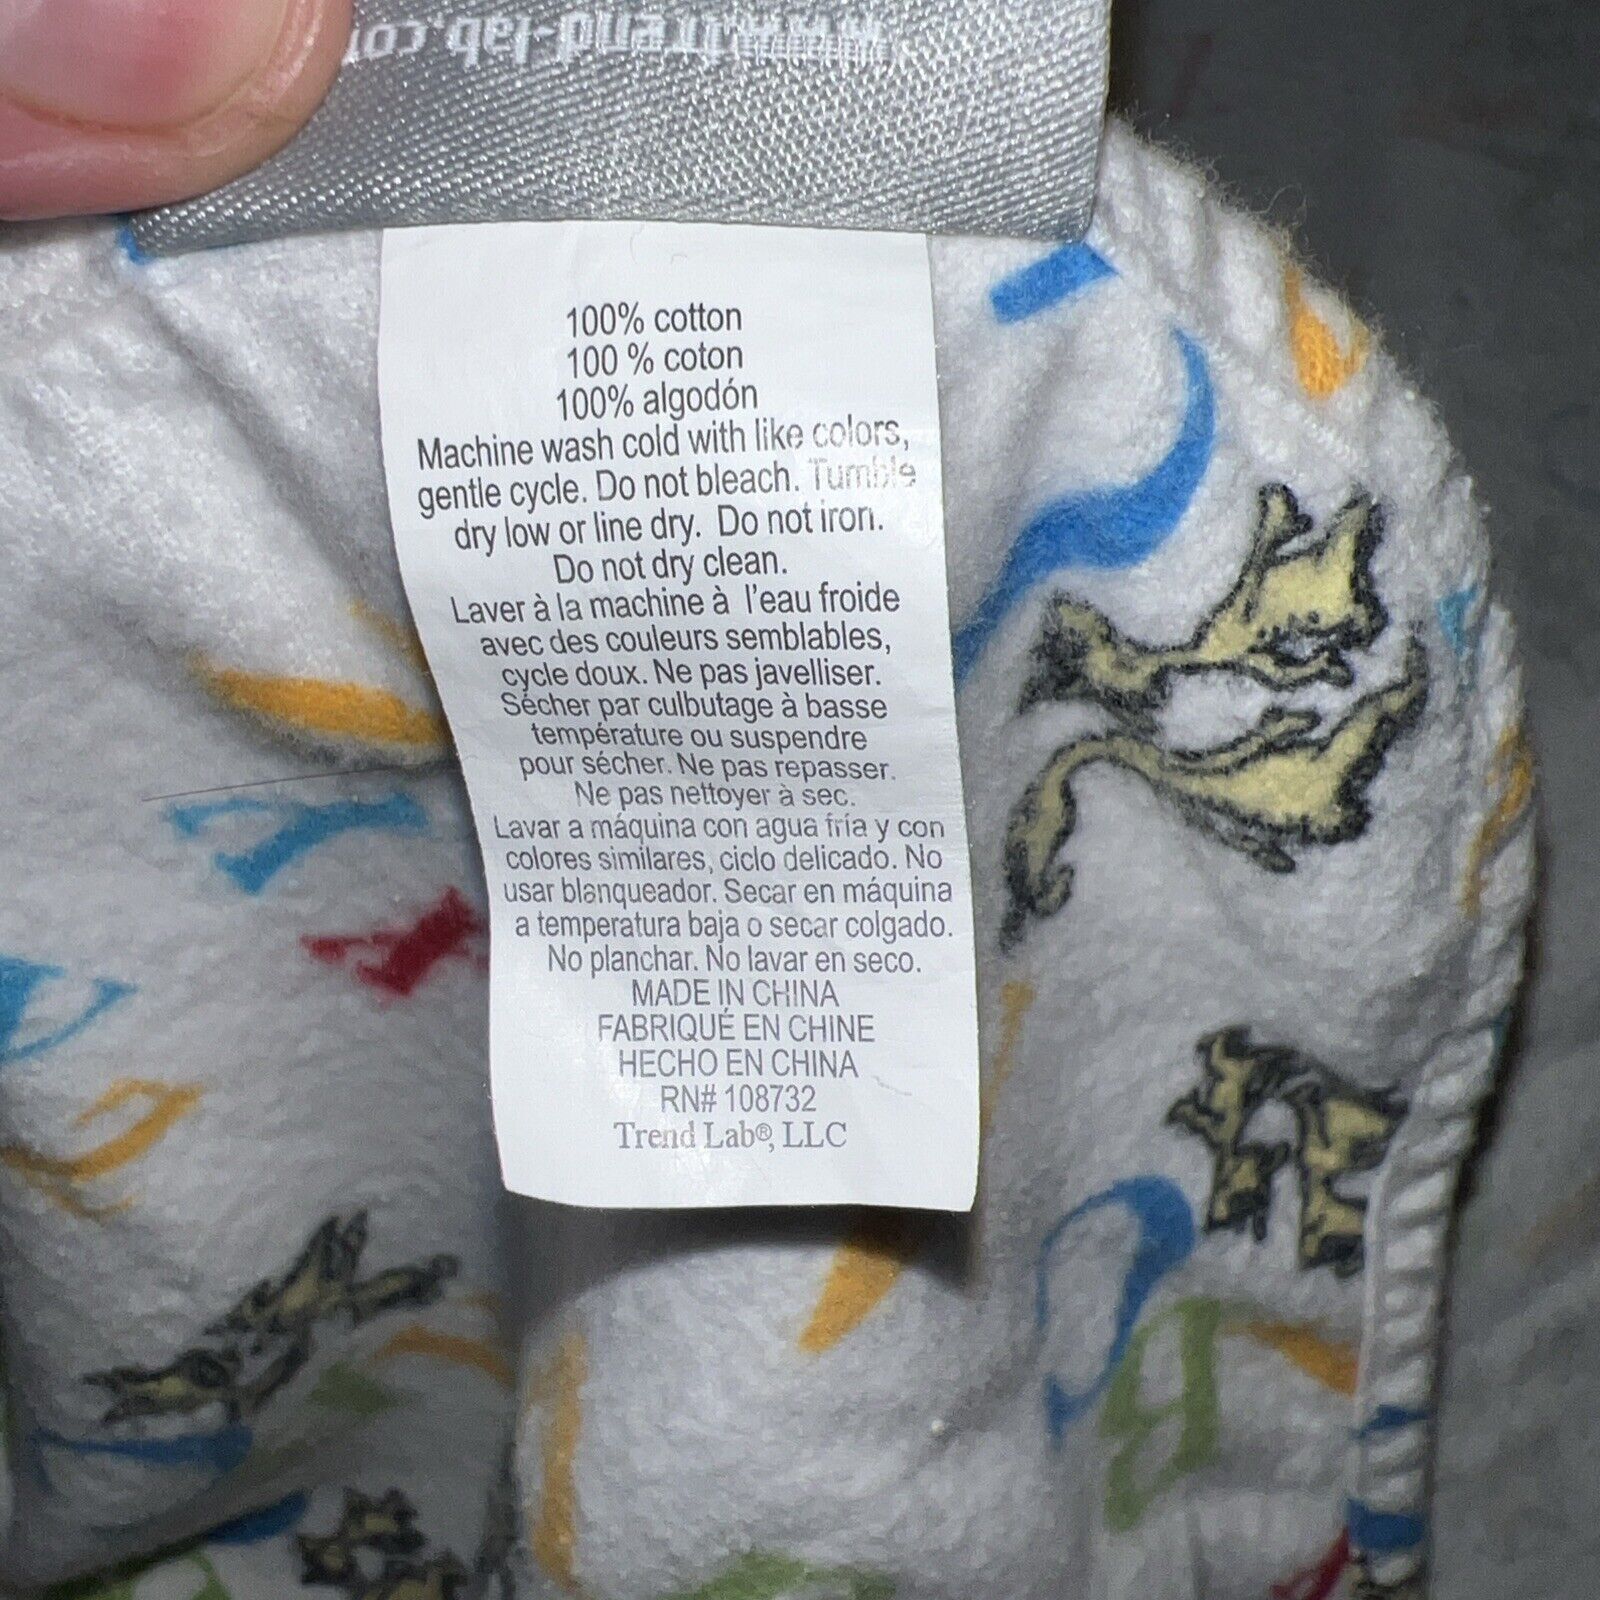 www.trend-lab.co
100% cotton
100 % coton
100% algodón
Machine wash cold with like colors,
gentle cycle. Do not bleach. Tumble
dry low or line dry. Do not iron.
Do not dry clean.
Laver à la machine à l'eau froide
avec des couleurs semblables,
cycle doux. Ne pas javelliser.
Sécher par culbutage à basse
température ou suspendre
pour sécher. Ne pas repasser.
Ne pas nettoyer à sec.
Lavar a máquina con agua fría y con
colores similares, ciclo delicado. No
usar blanqueador. Secar en máquina
a temperatura baja o secar colgado.
No planchar. No lavar en seco.
MADE IN CHINA
FABRIQUÉ EN CHINE
HECHO EN CHINA
RN# 108732
Trend Lab®, LLC